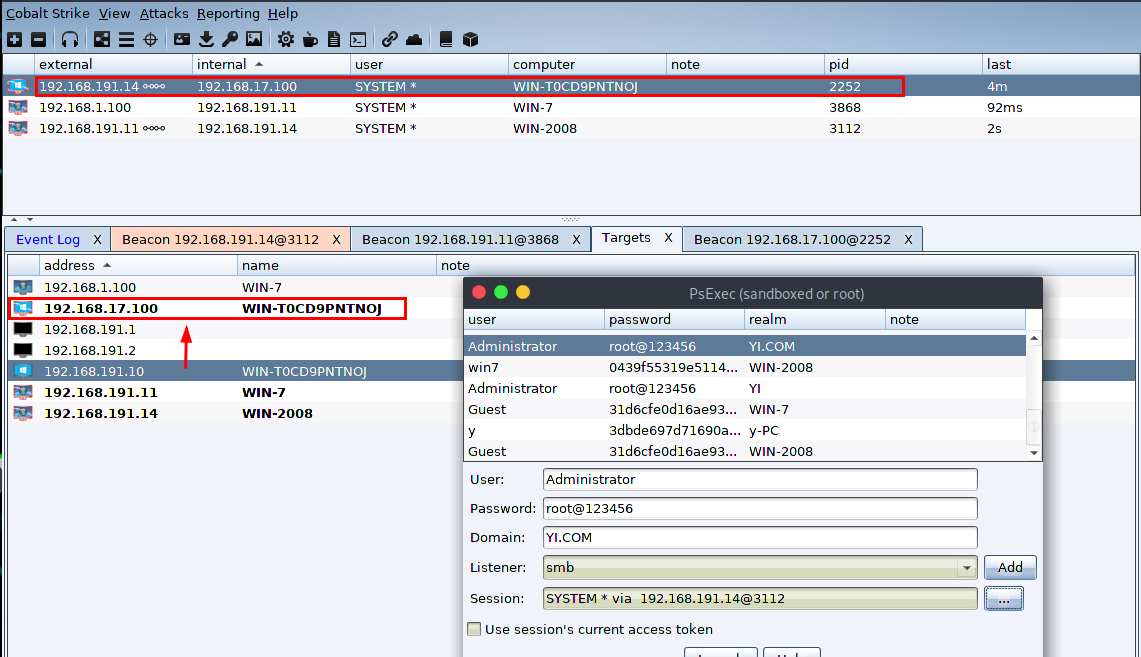 Cobalt Strike View Attacks Reporting Help
external internal user computer note pid last
192.168.191.14 192.168.17.100 SYSTEM * WIN-T0CD9PNTNOJ 2252 4m
192.168.1.100 192.168.191.11 SYSTEM * WIN-7 3868 92ms
192.168.191.11 192.168.191.14 SYSTEM * WIN-2008 3112 2s
Event Log X Beacon 192.168.191.14@3112 X Beacon 192.168.191.11@3868 X Targets X Beacon 192.168.17.100@2252 X
address name note
192.168.1.100 WIN-7
192.168.17.100 WIN-T0CD9PNTNOJ
192.168.191.1
192.168.191.2
192.168.191.10 WIN-T0CD9PNTNOJ
192.168.191.11 WIN-7
192.168.191.14 WIN-2008
PsExec (sandboxed or root)
user password realm note
Administrator root@123456 YI.COM
win7 0439f55319e5114... WIN-2008
Administrator root@123456 YI
Guest 31d6cfe0d16ae93... WIN-7
y 3dbde697d71690a... y-PC
Guest 31d6cfe0d16ae93... WIN-2008
User: Administrator
Password: root@123456
Domain: YI.COM
Listener: smb Add
Session: SYSTEM * via 192.168.191.14@3112 ...
Use session's current access token